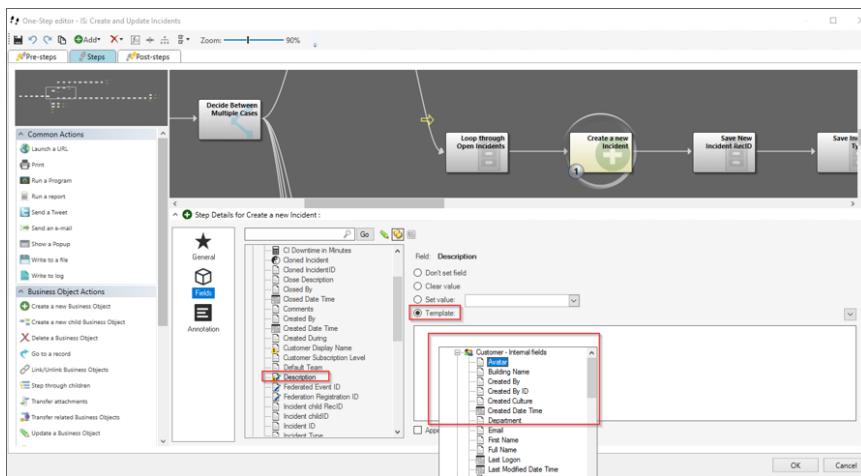 One-Step editor - IS: Create and Update Incidents
Add
Zoom:
90%
Pre-steps
Steps
Post-steps
Common Actions
Launch a URL
Print
Run a Program
Run a report
Send a Tweet
Send an e-mail
Show a Popup
Write to a file
Write to log
Business Object Actions
Create a new Business Object
Create a new child Business Object
Delete a Business Object
Go to a record
Link/Unlink Business Objects
Step through children
Transfer attachments
Transfer related Business Objects
Update a Business Object
Decide Between
Multiple Cases
Loop through
Open Incidents
Create a new
Incident
1
Save New
Incident RecID
Save In
Ty
Step Details for Create a new Incident :
General
Fields
Annotation
Go
CI Downtime in Minutes
Cloned Incident
Cloned IncidentID
Close Description
Closed By
Closed Date Time
Comments
Created By
Created Date Time
Created During
Customer Display Name
Customer Subscription Level
Default Team
Description
Federated Event ID
Federation Registration ID
Incident child RecID
Incident childID
Incident ID
Incident Type
Field: Description
Don't set field
Clear value
Set value:
Template:
Customer - Internal fields
Avatar
Building Name
Created By
Created By ID
Created Culture
Created Date Time
Department
Email
First Name
Full Name
Last Logon
Last Modified Date Time
Appe
OK
Cancel